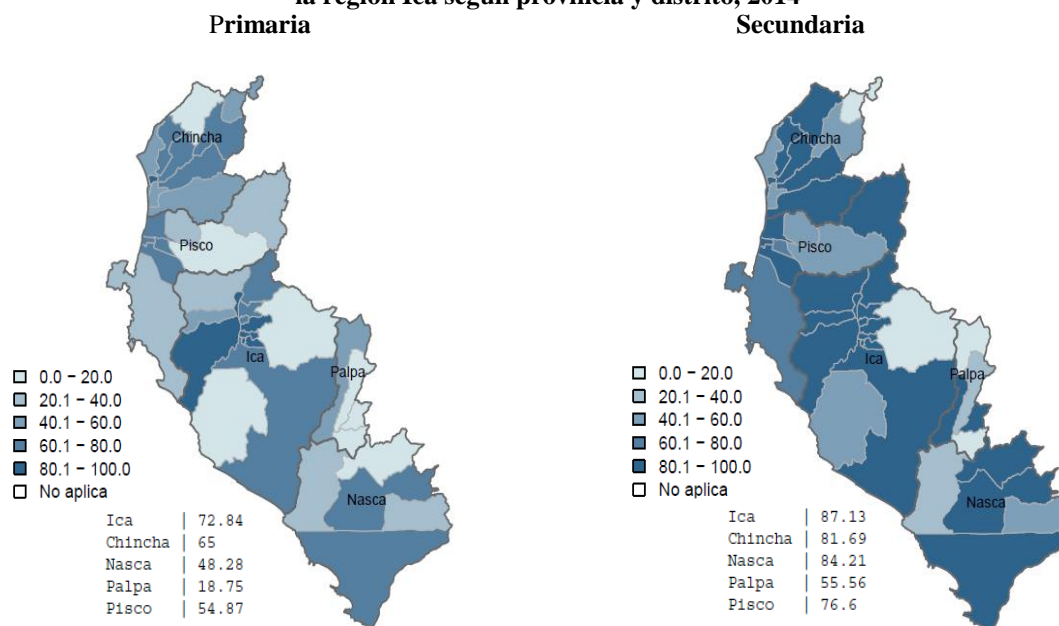 la región Ica según provincia y distrito, 2014
Primaria
Secundaria
Chincha
Pisco
Ica
Palpa
Nasca
0.0 – 20.0
20.1 – 40.0
40.1 – 60.0
60.1 – 80.0
80.1 – 100.0
No aplica
Ica | 72.84
Chincha | 65
Nasca | 48.28
Palpa | 18.75
Pisco | 54.87
Chincha
Pisco
Ica
Palpa
Nasca
0.0 – 20.0
20.1 – 40.0
40.1 – 60.0
60.1 – 80.0
80.1 – 100.0
No aplica
Ica | 87.13
Chincha | 81.69
Nasca | 84.21
Palpa | 55.56
Pisco | 76.6